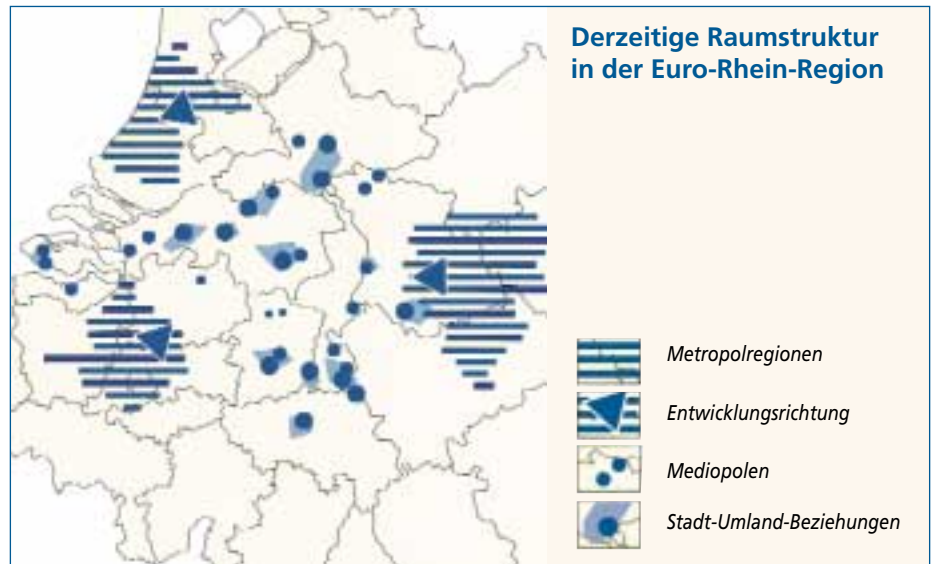 Derzeitige Raumstruktur
in der Euro-Rhein-Region
Metropolregionen
Entwicklungsrichtung
Mediopolen
Stadt-Umland-Beziehungen